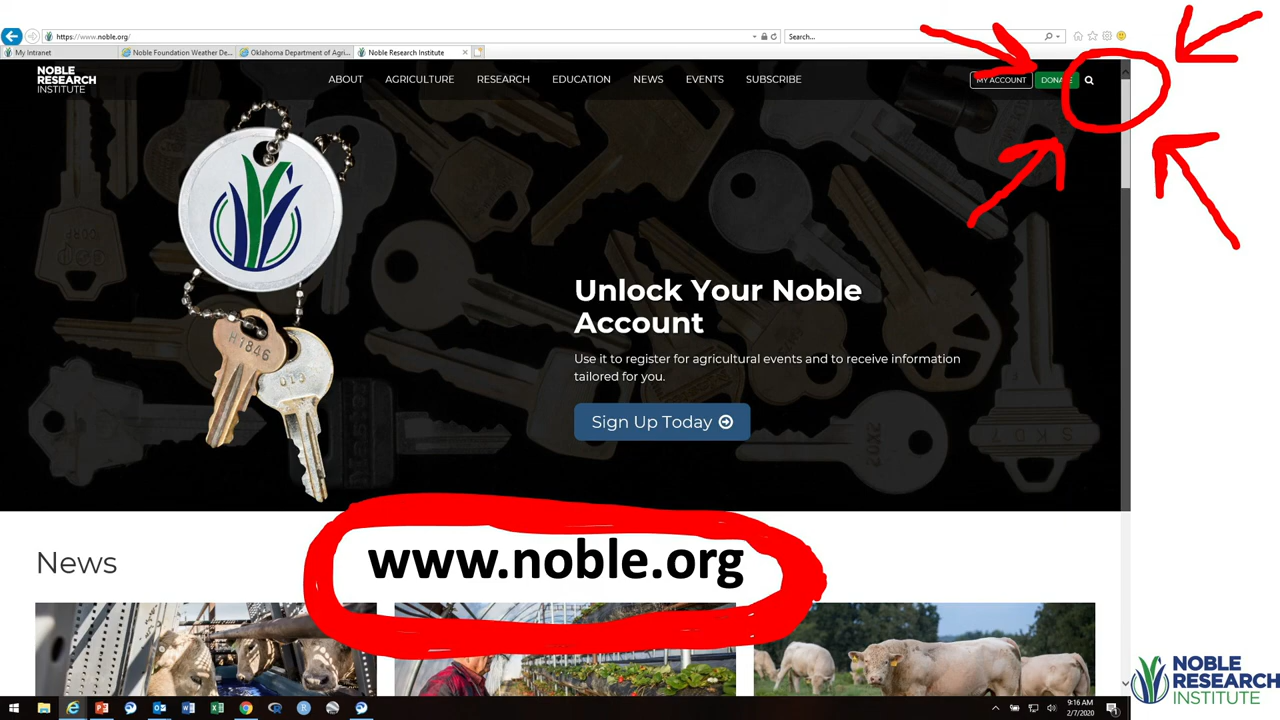 https://www.noble.org/
Search...
My Intranet
Noble Foundation Weather De...
Oklahoma Department of Agri...
Noble Research Institute
NOBLE
RESEARCH
INSTITUTE
ABOUT
AGRICULTURE
RESEARCH
EDUCATION
NEWS
EVENTS
SUBSCRIBE
MY ACCOUNT
DONATE
H1846
Unlock Your Noble
Account
Use it to register for agricultural events and to receive information
tailored for you.
Sign Up Today
2X02
SK07
News
www.noble.org
NOBLE
RESEARCH
INSTITUTE
9:16 AM
2/7/2020